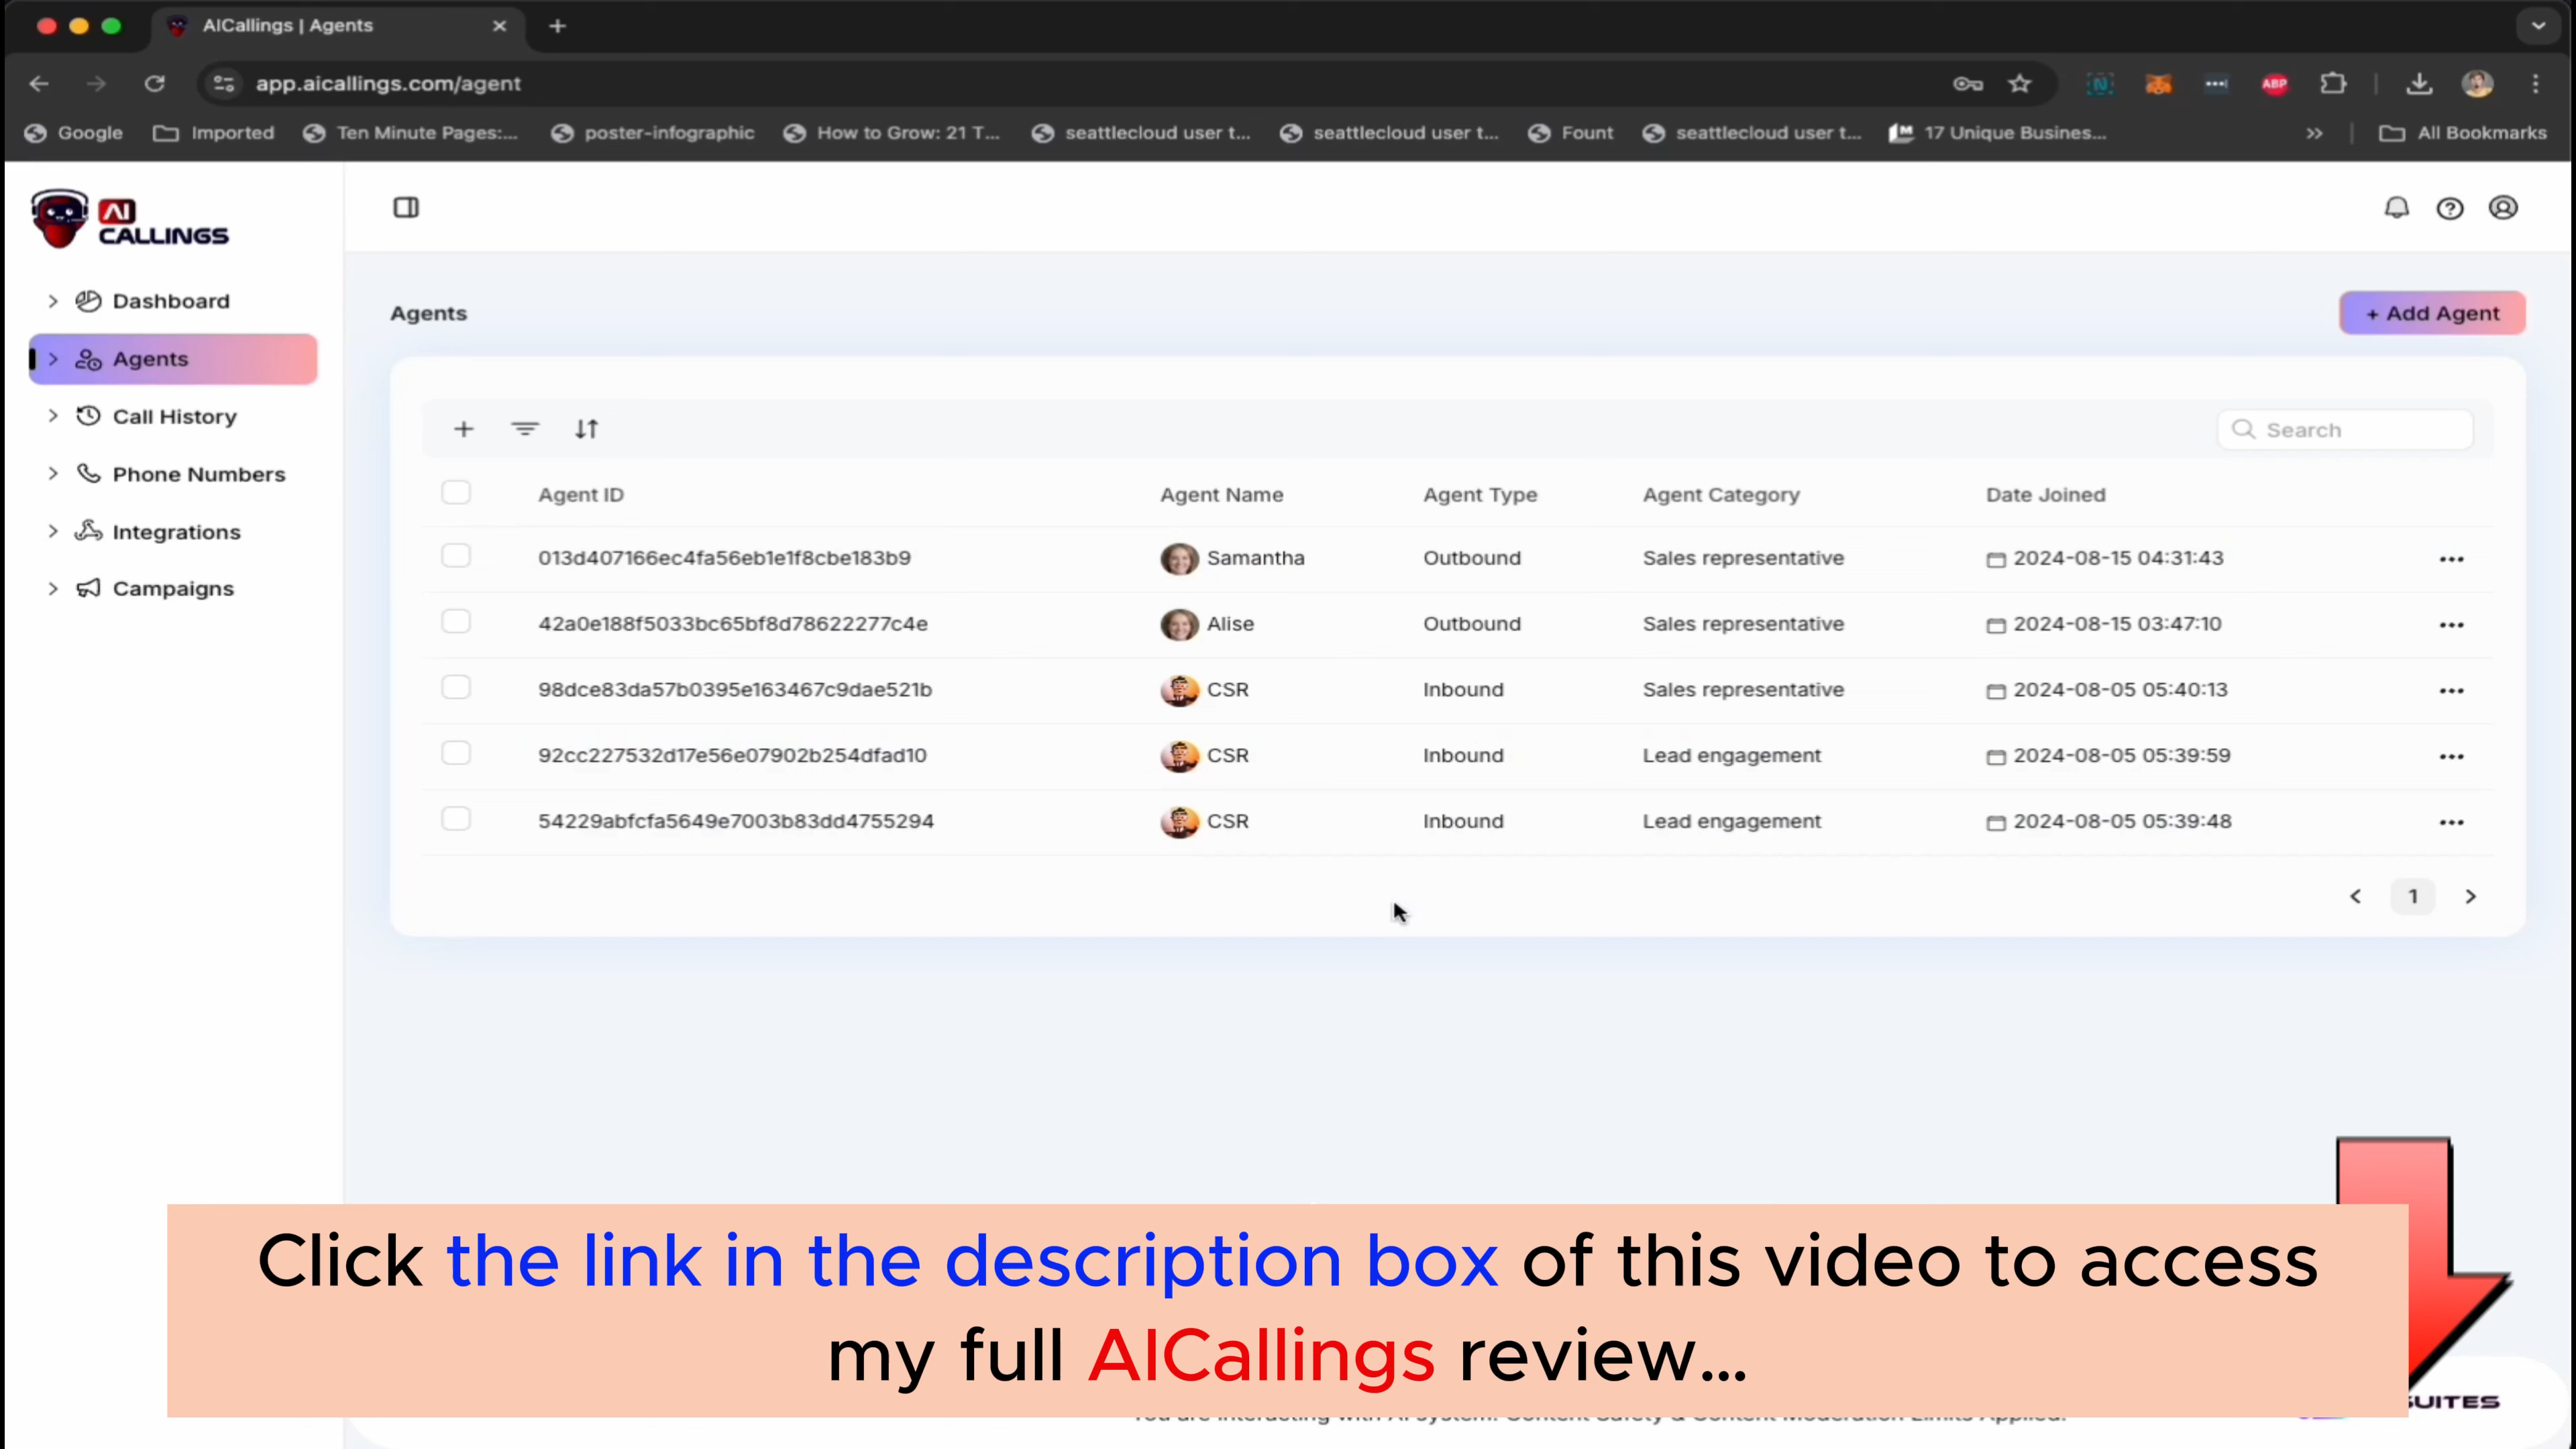 AICallings | Agents
app.aicallings.com/agent
ABP
Google
Imported
Ten Minute Pages:...
poster-infographic
How to Grow: 21 T...
seattlecloud user t...
seattlecloud user t...
Fount
seattlecloud user t...
17 Unique Busines...
All Bookmarks
AI
CALLINGS
Dashboard
Agents
Call History
Phone Numbers
Integrations
Campaigns
Agents
+ Add Agent
Search
Agent ID Agent Name Agent Type Agent Category Date Joined
013d407166ec4fa56eb1e1f8cbe183b9 Samantha Outbound Sales representative 2024-08-15 04:31:43
42a0e188f5033bc65bf8d78622277c4e Alise Outbound Sales representative 2024-08-15 03:47:10
98dce83da57b0395e163467c9dae521b CSR Inbound Sales representative 2024-08-05 05:40:13
92cc227532d17e56e07902b254dfad10 CSR Inbound Lead engagement 2024-08-05 05:39:59
54229abfcfa5649e7003b83dd4755294 CSR Inbound Lead engagement 2024-08-05 05:39:48
1
Click the link in the description box of this video to access
my full AICallings review...